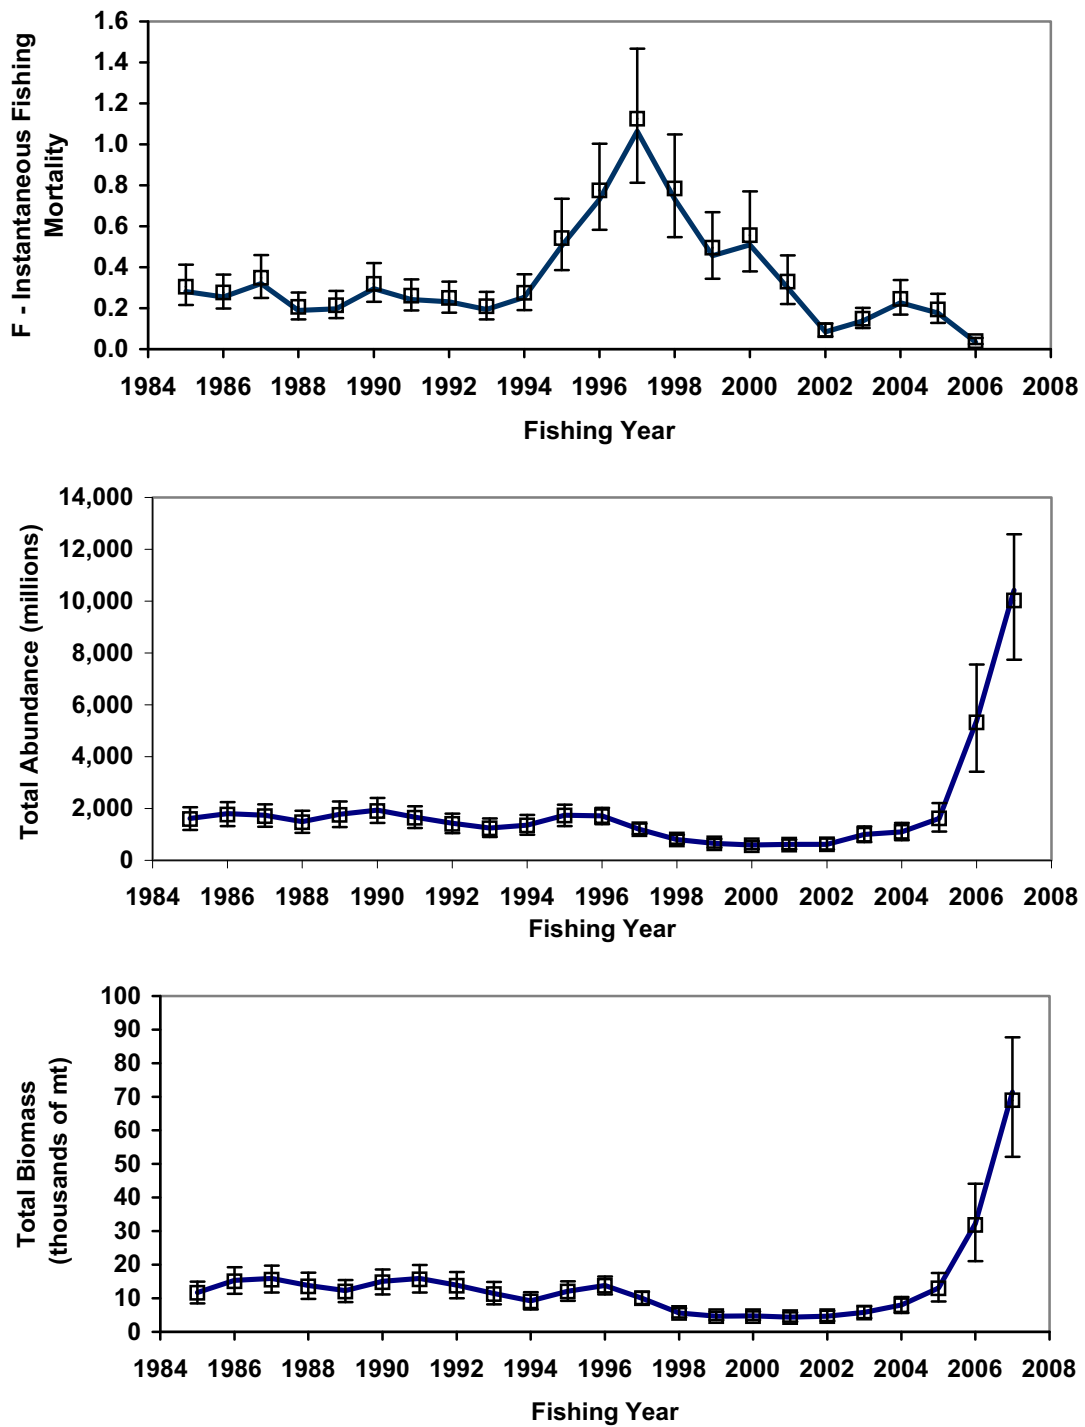 F - Instantaneous Fishing
Mortality
1.6
1.4
1.2
1.0
0.8
0.6
0.4
0.2
0.0
1984 1986 1988 1990 1992 1994 1996 1998 2000 2002 2004 2006 2008
Fishing Year
Total Abundance (millions)
14,000
12,000
10,000
8,000
6,000
4,000
2,000
0
1984 1986 1988 1990 1992 1994 1996 1998 2000 2002 2004 2006 2008
Fishing Year
Total Biomass
(thousands of mt)
100
90
80
70
60
50
40
30
20
10
0
1984 1986 1988 1990 1992 1994 1996 1998 2000 2002 2004 2006 2008
Fishing Year